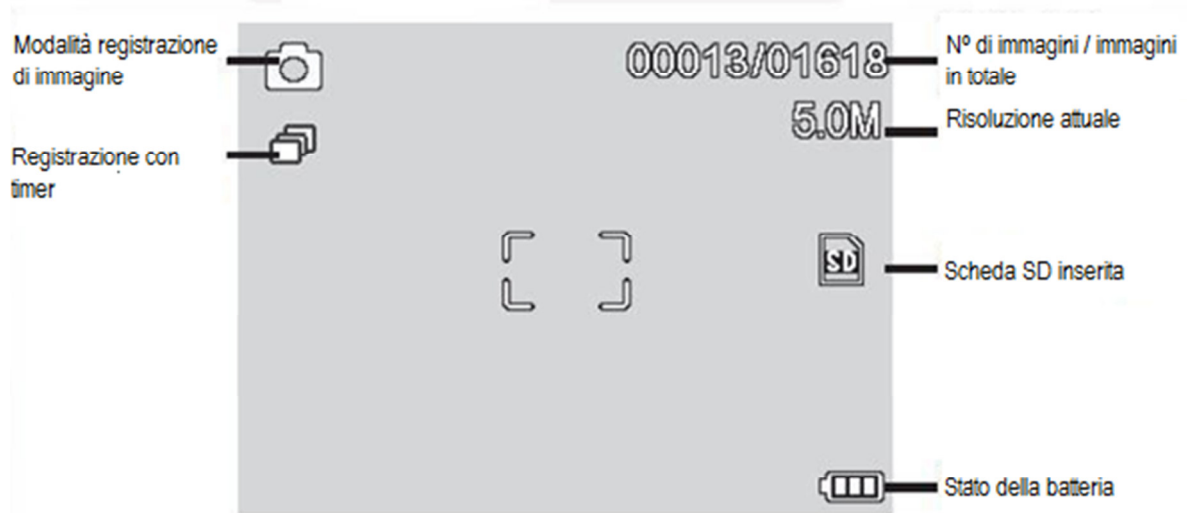 Modalità registrazione
di immagine
00013/01618
Nº di immagini / immagini
in totale
5.0M
Risoluzione attuale
Registrazione con
timer
SD
Scheda SD inserita
Stato della batteria